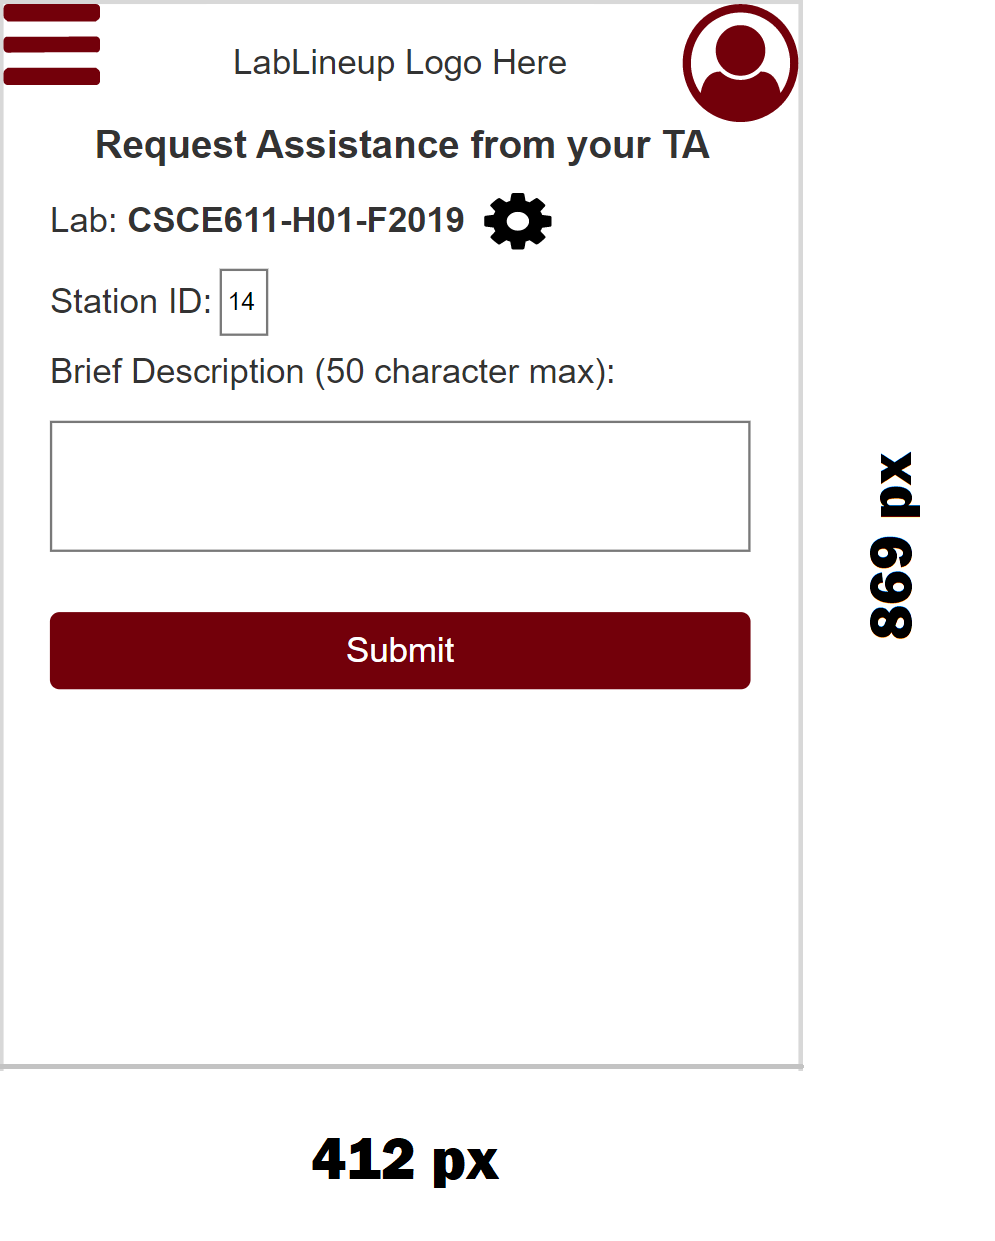 LabLineup Logo Here
Request Assistance from your TA
Lab: CSCE611-H01-F2019
Station ID: 14
Brief Description (50 character max):
Submit
869 px
412 px